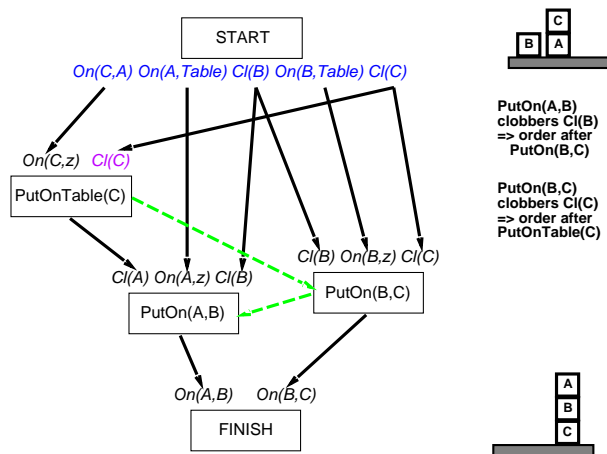 START
On(C,A) On(A,Table) Cl(B) On(B,Table) Cl(C)
On(C,z) Cl(C)
PutOnTable(C)
Cl(B) On(B,z) Cl(C)
PutOn(B,C)
Cl(A) On(A,z) Cl(B)
PutOn(A,B)
On(A,B) On(B,C)
FINISH
C
B A
PutOn(A,B)
clobbers Cl(B)
=> order after
PutOn(B,C)
PutOn(B,C)
clobbers Cl(C)
=> order after
PutOnTable(C)
A
B
C